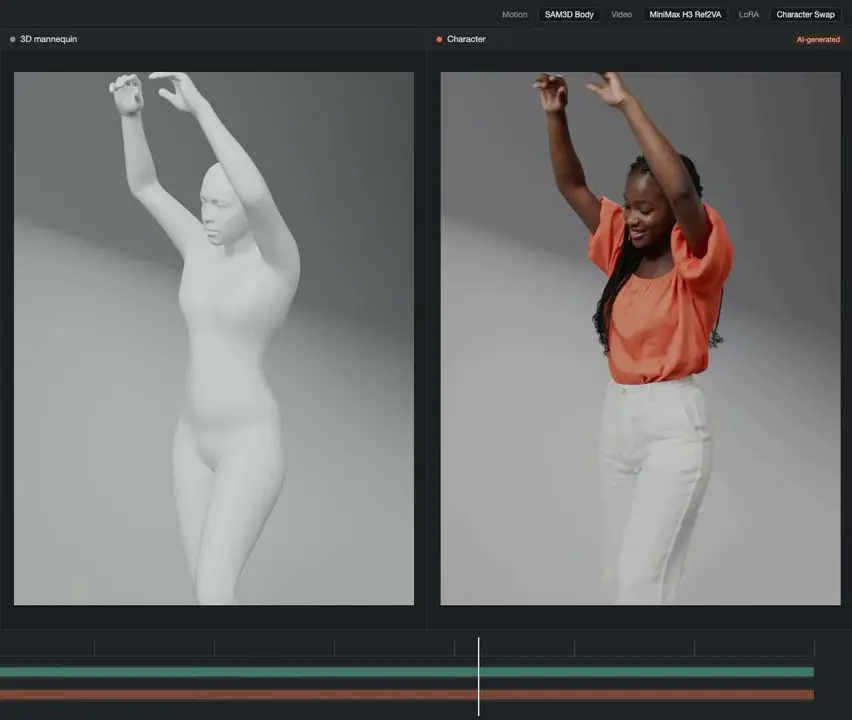 Motion SAM3D Body Video MiniMax H3 Ref2VA LoRA Character Swap
3D mannequin
Character
AI-generated